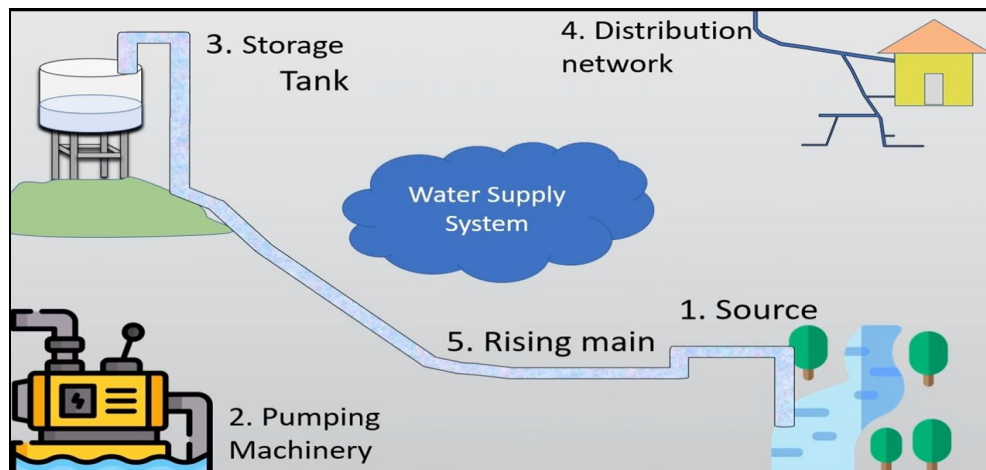 3. Storage
Tank
4. Distribution
network
Water Supply
System
1. Source
5. Rising main
2. Pumping
Machinery